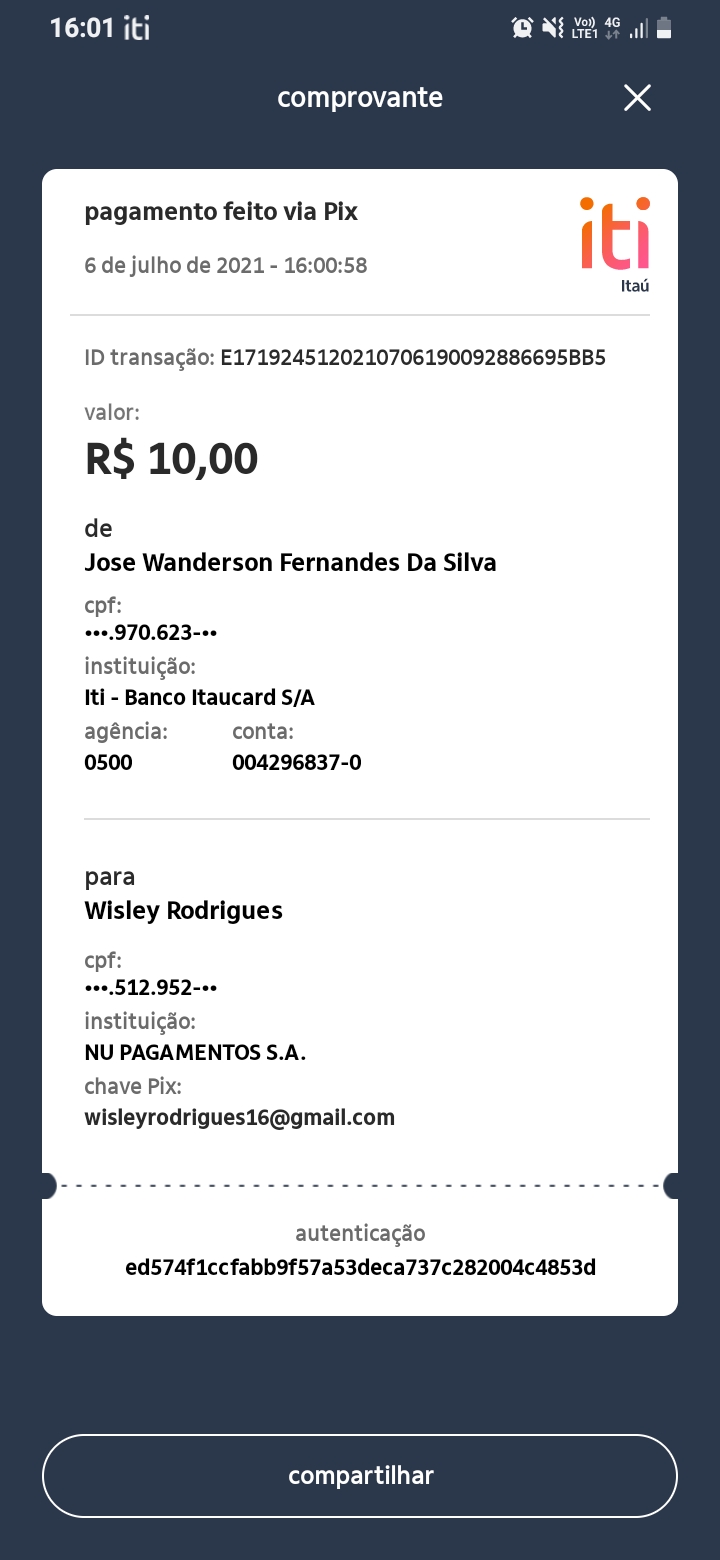 16:01 iti
Vo)) 4G
LTE1
comprovante
pagamento feito via Pix
6 de julho de 2021 - 16:00:58
iti
Itaú
ID transação: E1719245120210706190092886695BB5
valor:
R$ 10,00
de
Jose Wanderson Fernandes Da Silva
cpf:
•••.970.623-••
instituição:
Iti - Banco Itaucard S/A
agência: conta:
0500 004296837-0
para
Wisley Rodrigues
cpf:
•••.512.952-••
instituição:
NU PAGAMENTOS S.A.
chave Pix:
wisleyrodrigues16@gmail.com
autenticação
ed574f1ccfabb9f57a53deca737c282004c4853d
compartilhar